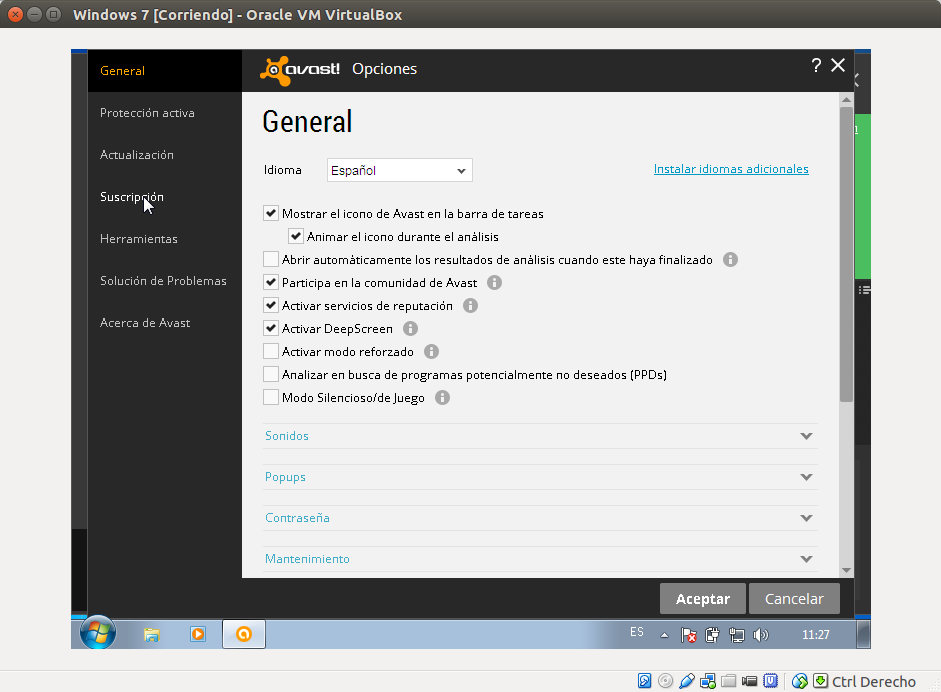 Windows 7 [Corriendo] - Oracle VM VirtualBox
General
Protección activa
Actualización
Suscripción
Herramientas
Solución de Problemas
Acerca de Avast
avast! Opciones
?
General
Idioma Español Instalar idiomas adicionales
Mostrar el icono de Avast en la barra de tareas
Animar el icono durante el análisis
Abrir automáticamente los resultados de análisis cuando este haya finalizado
Participa en la comunidad de Avast
Activar servicios de reputación
Activar DeepScreen
Activar modo reforzado
Analizar en busca de programas potencialmente no deseados (PPDs)
Modo Silencioso/de Juego
Sonidos
Popups
Contraseña
Mantenimiento
Aceptar Cancelar
ES 11:27
Ctrl Derecho